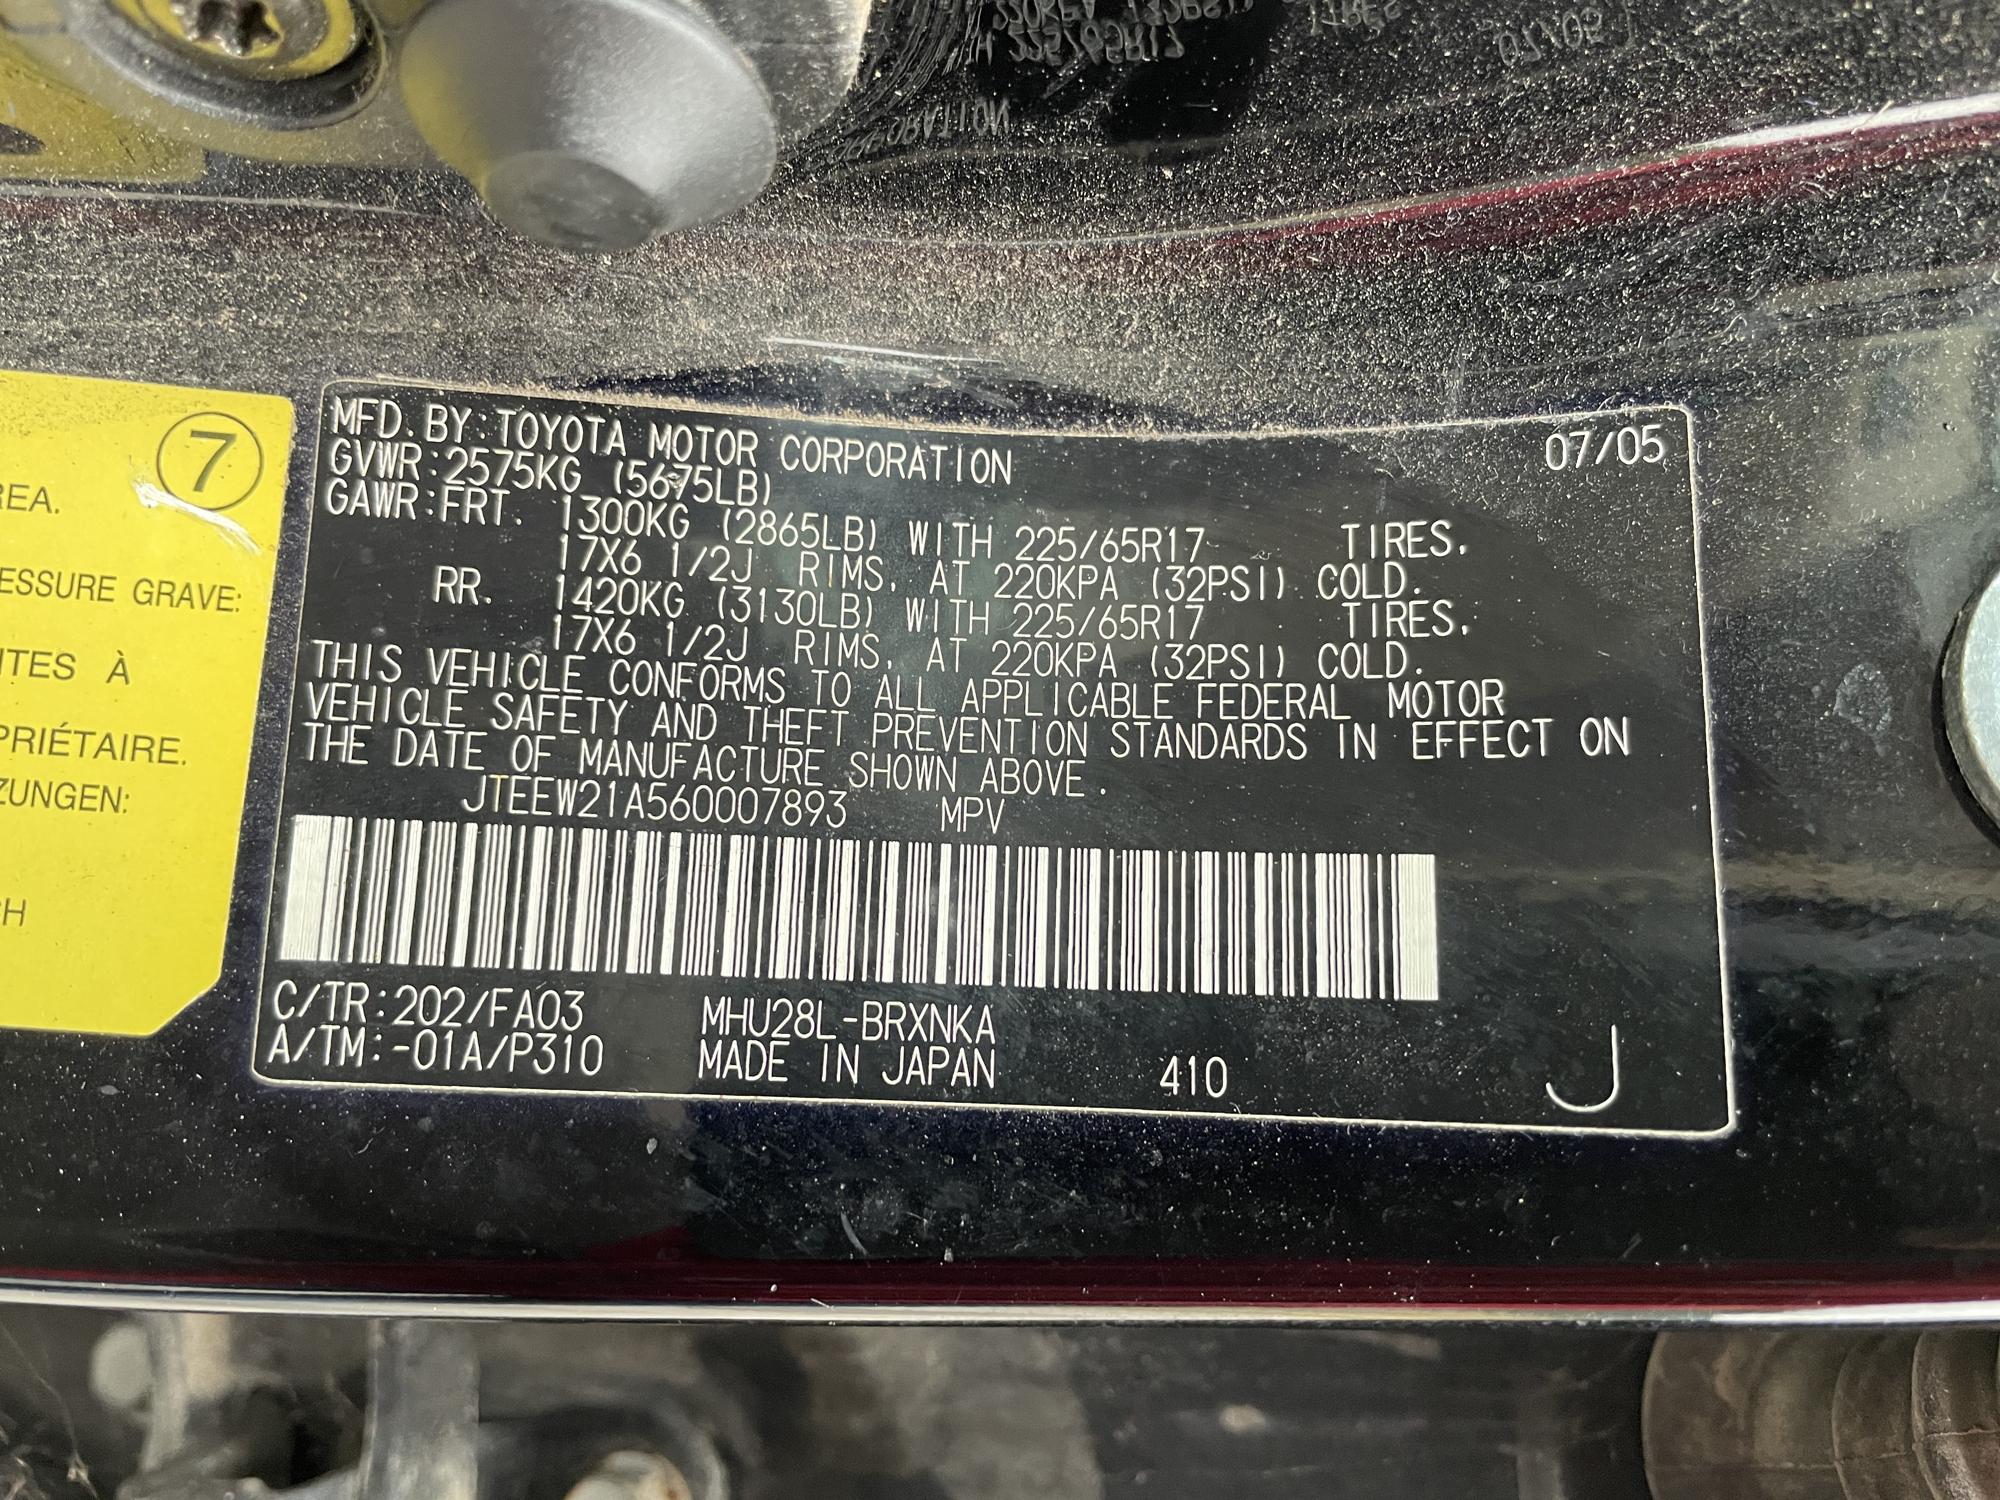 MFD. BY: TOYOTA MOTOR CORPORATION 07/05
GVWR: 2575KG (5675LB)
GAWR: FRT. 1300KG (2865LB) WITH 225/65R17 TIRES.
17X6 1/2J RIMS, AT 220KPA (32PSI) COLD.
RR. 1420KG (3130LB) WITH 225/65R17 TIRES.
17X6 1/2J RIMS, AT 220KPA (32PSI) COLD.
THIS VEHICLE CONFORMS TO ALL APPLICABLE FEDERAL MOTOR
VEHICLE SAFETY AND THEFT PREVENTION STANDARDS IN EFFECT ON
THE DATE OF MANUFACTURE SHOWN ABOVE.
JTEEW21A560007893 MPV
C/TR: 202/FA03 MHU28L-BRXNKA
A/TM: -01A/P310 MADE IN JAPAN 410 J
7
REA.
ESSURE GRAVE:
ITES À
PRIÉTAIRE.
ZUNGEN:
CH